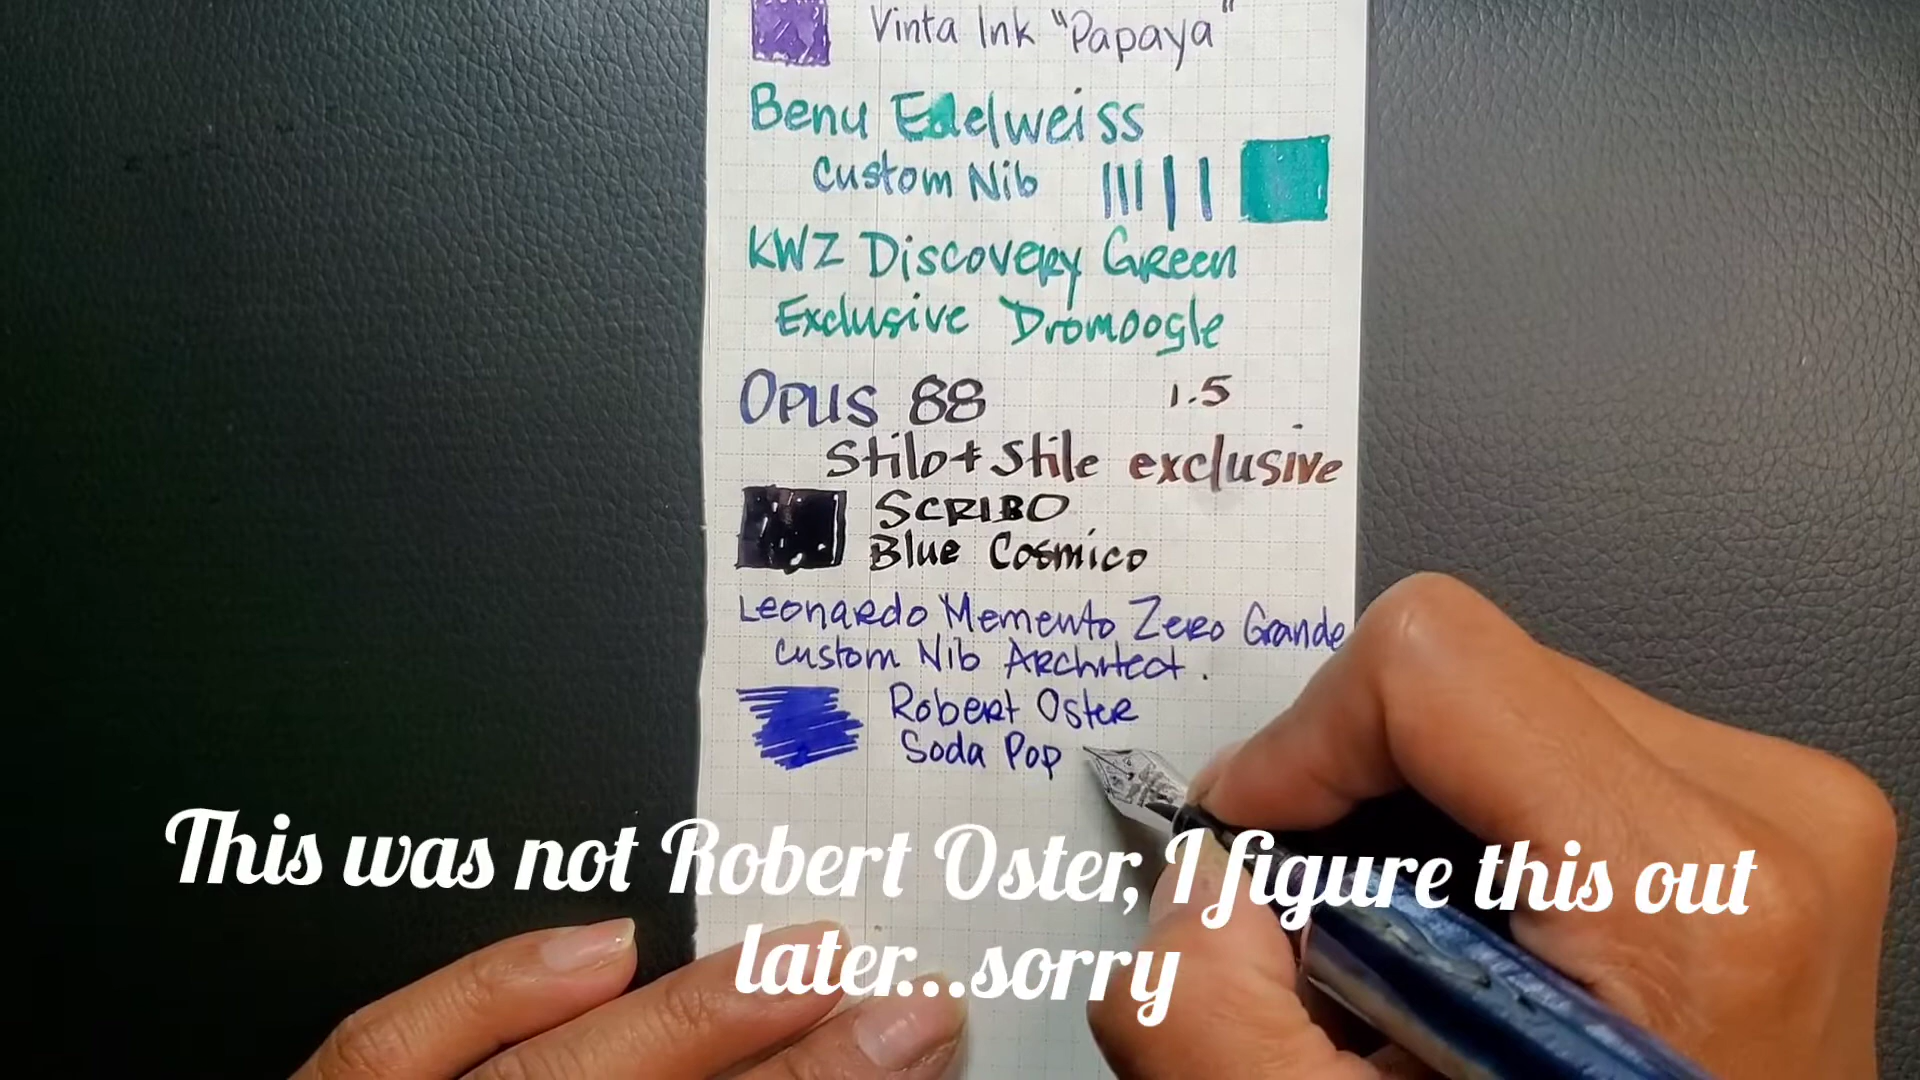 Vinta Ink "Papaya"
Benu Edelweiss
Custom Nib
KWZ Discovery Green
Exclusive Dromoogle
Opus 88 1.5
Stilo + Stile exclusive
SCRIBO
Blue Cosmico
Leonardo Memento Zero Grande
Custom Nib Architect.
Robert Oster
Soda Pop
This was not Robert Oster, I figure this out
later...sorry